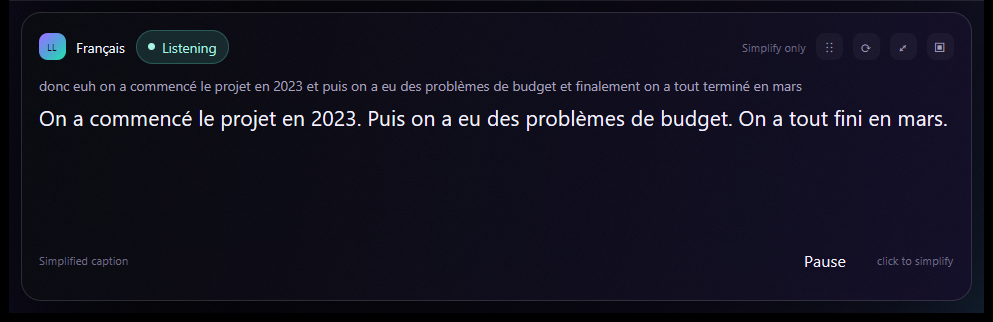 LL Français Listening Simplify only
donc euh on a commencé le projet en 2023 et puis on a eu des problèmes de budget et finalement on a tout terminé en mars
On a commencé le projet en 2023. Puis on a eu des problèmes de budget. On a tout fini en mars.
Simplified caption Pause click to simplify